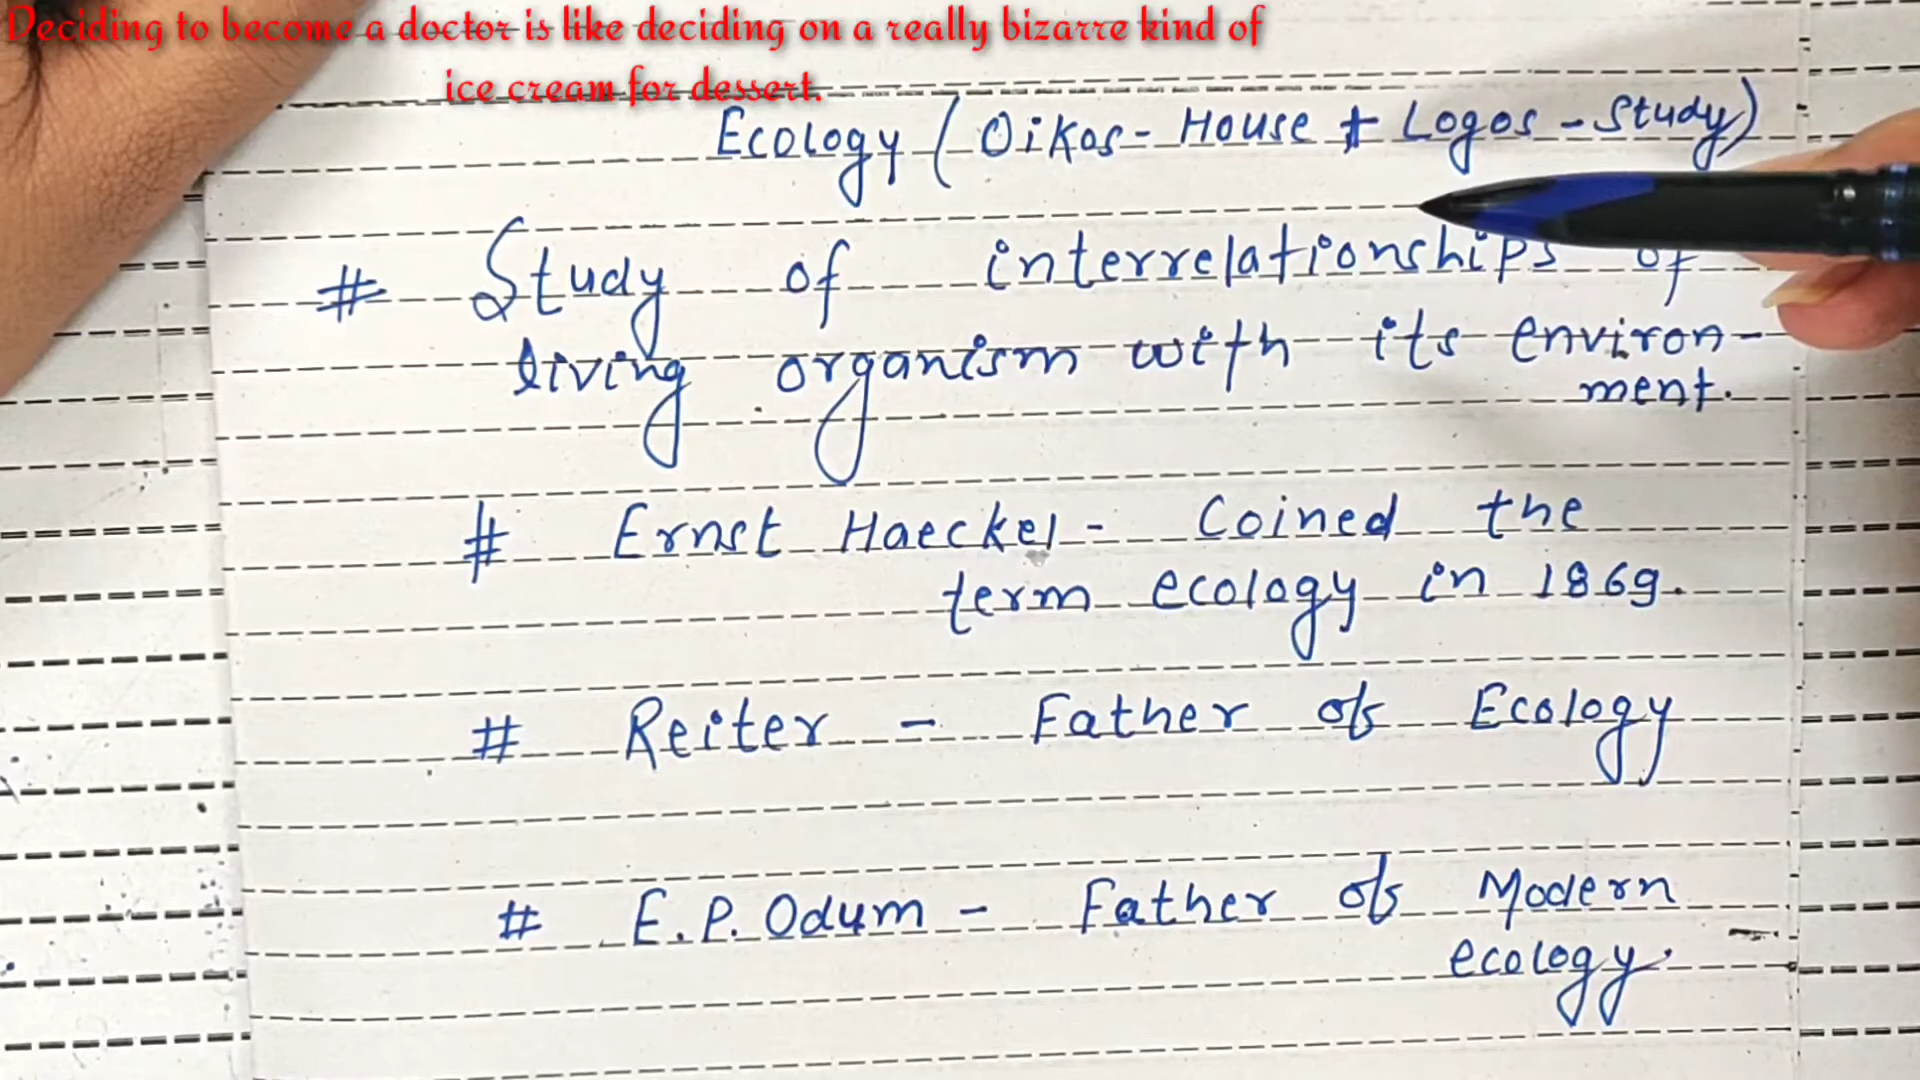 Deciding to become a doctor is like deciding on a really bizarre kind of
ice cream for dessert.
Ecology (Oikos - House + Logos - Study)
# Study of interrelationships of
living organism with its environ-
ment.
# Ernst Haeckel - Coined the
term ecology in 1869.
# Reiter - Father of Ecology
# E.P. Odum - Father of Modern
ecology.